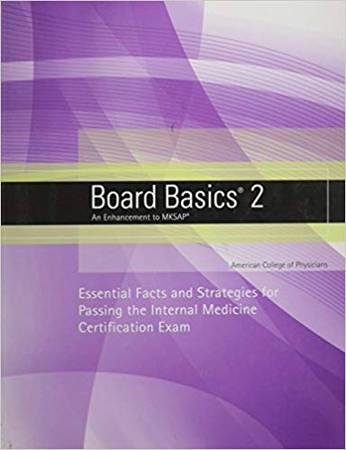 Board Basics® 2
An Enhancement to MKSAP®
American College of Physicians
Essential Facts and Strategies for
Passing the Internal Medicine
Certification Exam